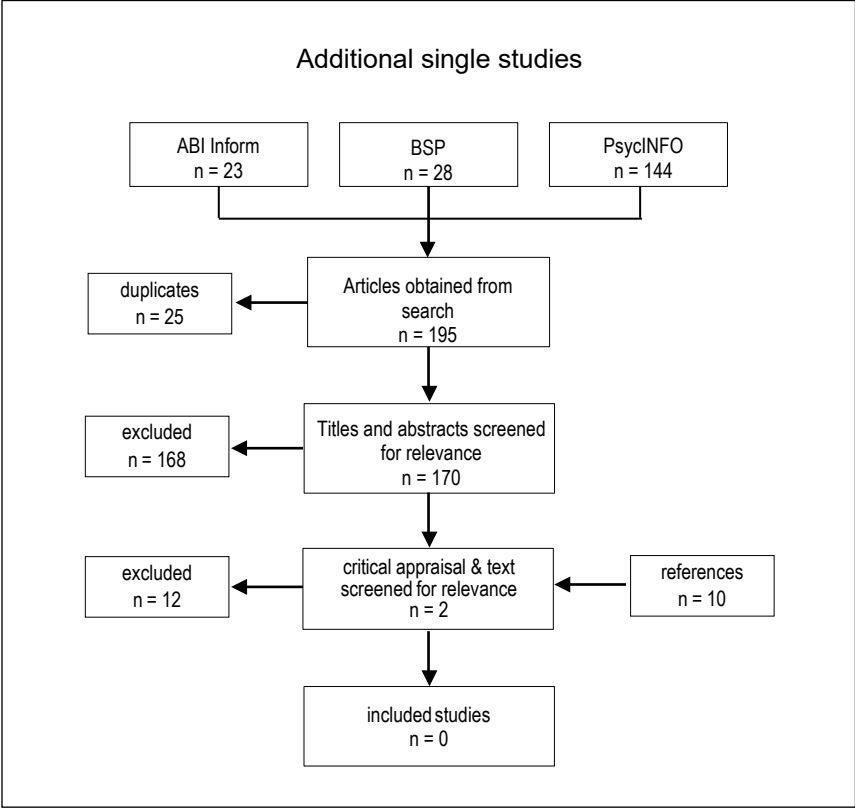 Additional single studies
ABI Inform
n = 23
BSP
n = 28
PsycINFO
n = 144
Articles obtained from
search
n = 195
duplicates
n = 25
Titles and abstracts screened
for relevance
n = 170
excluded
n = 168
critical appraisal & text
screened for relevance
n = 2
excluded
n = 12
references
n = 10
included studies
n = 0